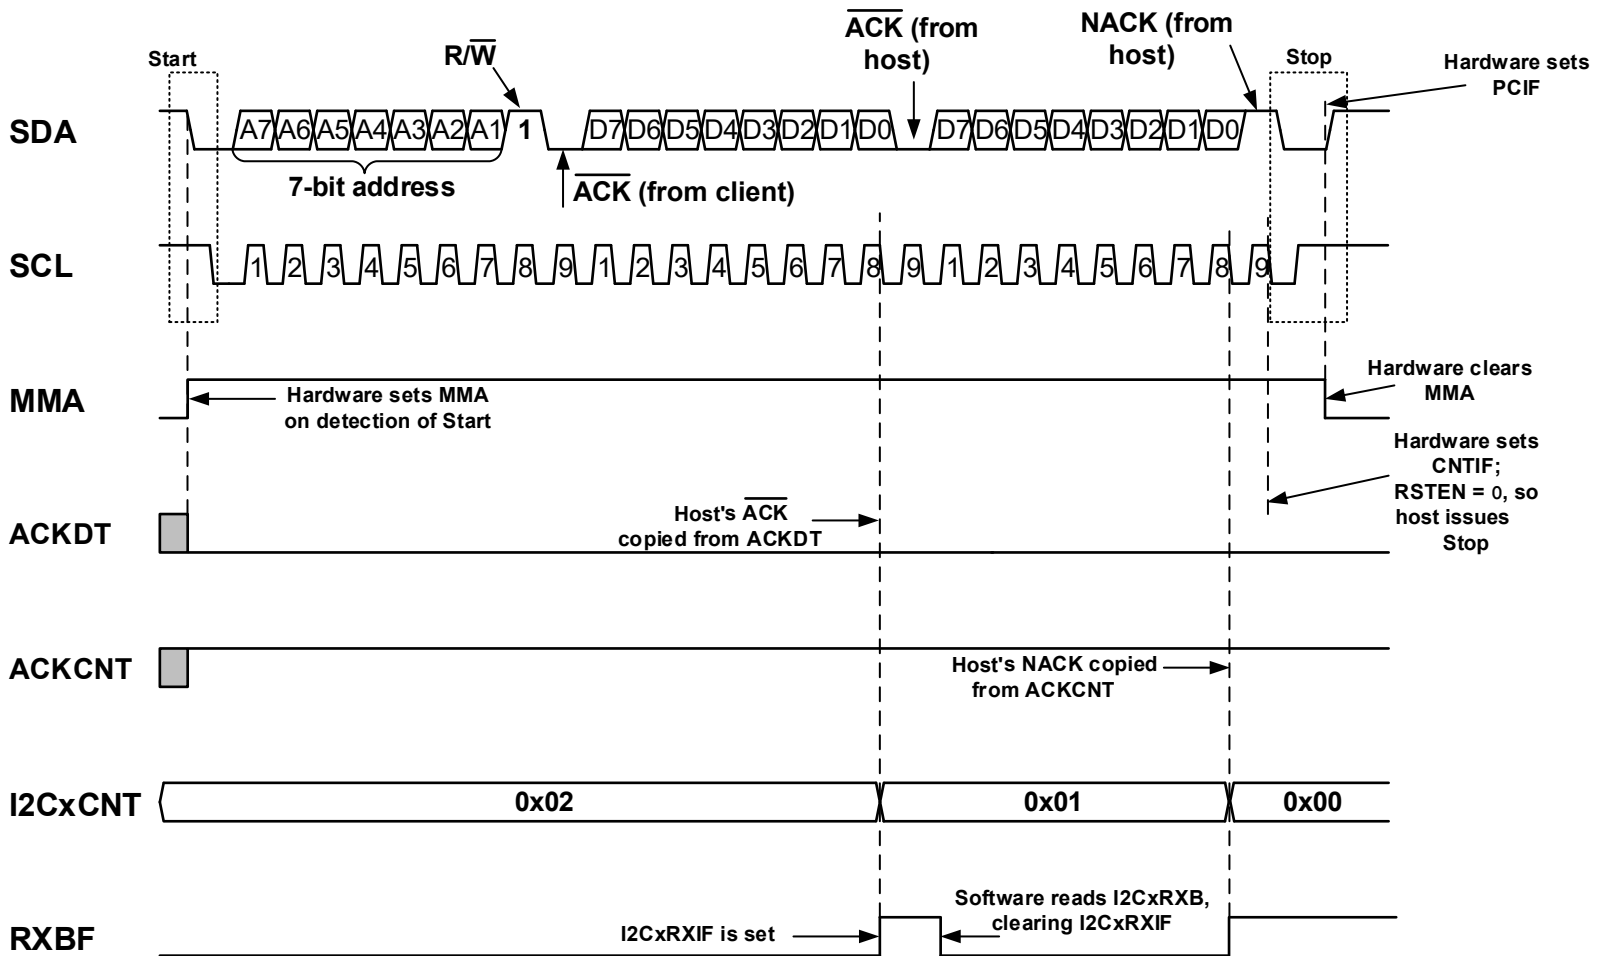 ACK (from
host)
NACK (from
host)
Start
R/W
Stop
Hardware sets
PCIF
SDA
A7 A6 A5 A4 A3 A2 A1 1 D7 D6 D5 D4 D3 D2 D1 D0 D7 D6 D5 D4 D3 D2 D1 D0
7-bit address
ACK (from client)
SCL
1 2 3 4 5 6 7 8 9 1 2 3 4 5 6 7 8 9 1 2 3 4 5 6 7 8 9
MMA
Hardware sets MMA
on detection of Start
Hardware clears
MMA
Hardware sets
CNTIF;
RSTEN = 0, so
host issues
Stop
ACKDT
Host's ACK
copied from ACKDT
ACKCNT
Host's NACK copied
from ACKCNT
I2CxCNT
0x02 0x01 0x00
RXBF
I2CxRXIF is set
Software reads I2CxRXB,
clearing I2CxRXIF